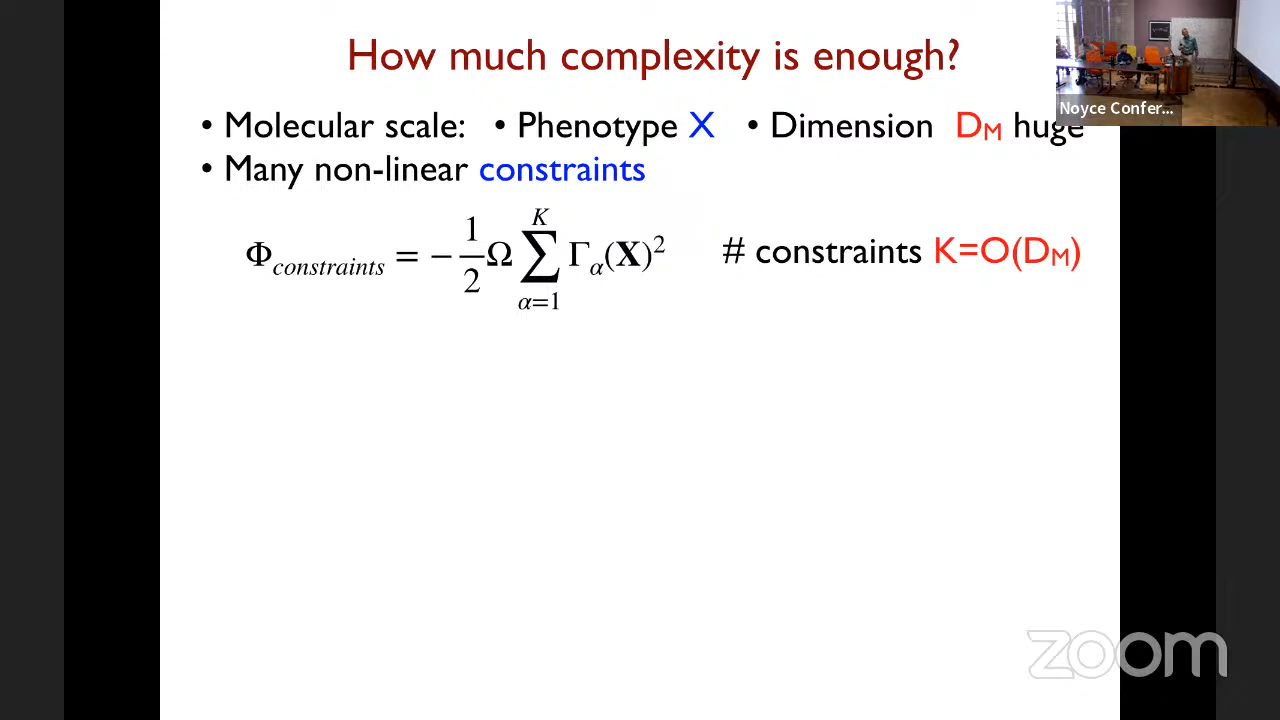 How much complexity is enough?
Noyce Confer...
• Molecular scale: • Phenotype X • Dimension D_M huge
• Many non-linear constraints
Φ_constraints = −1/2 Ω ∑_{α=1}^{K} Γ_α(X)² # constraints K=O(D_M)
zoom